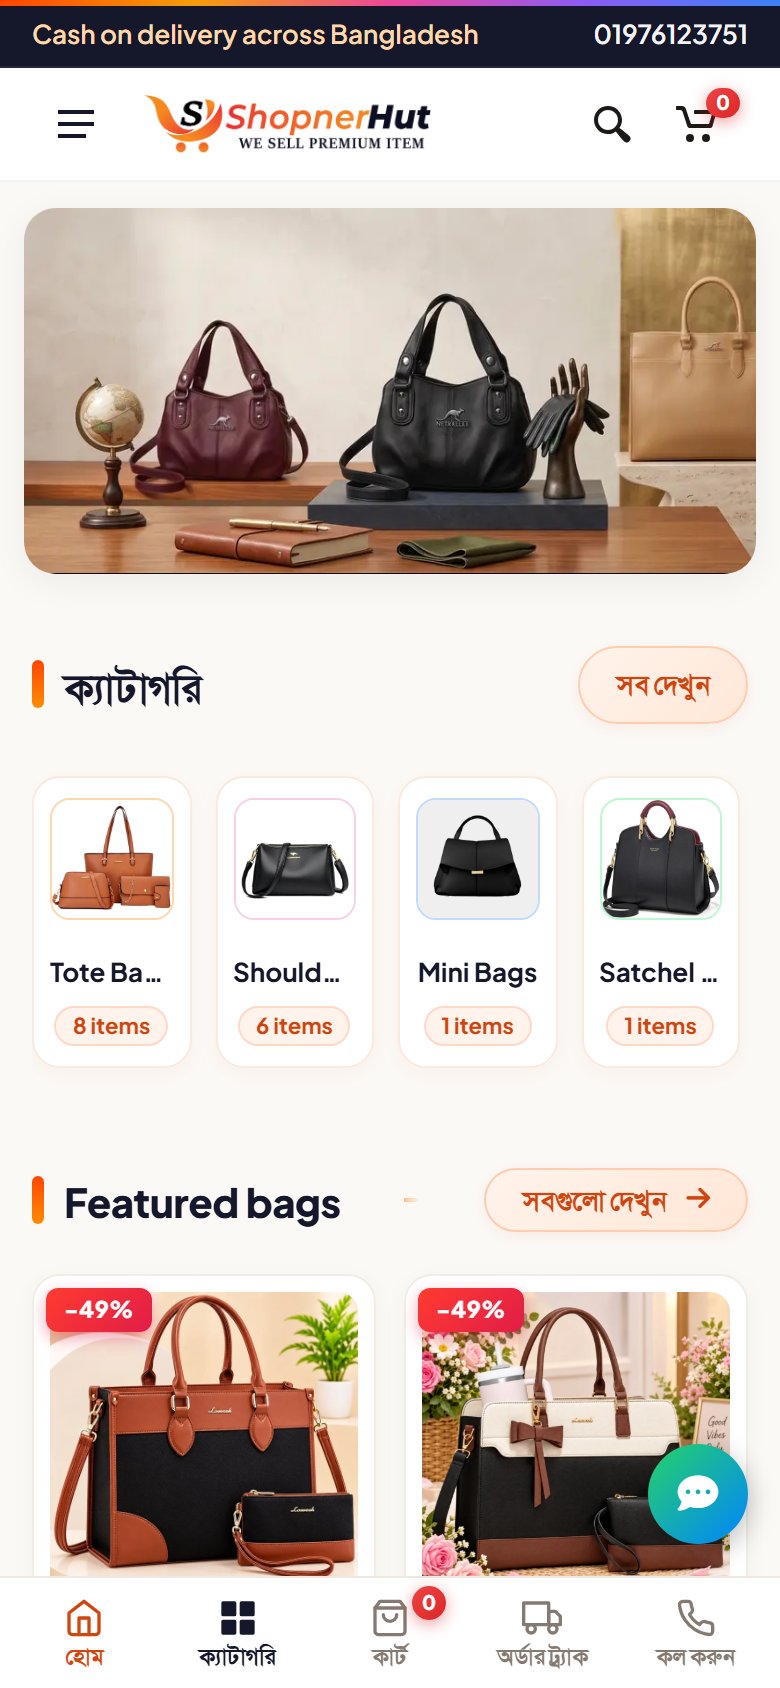 Cash on delivery across Bangladesh
01976123751
S ShopnerHut
WE SELL PREMIUM ITEM
0
ক্যাটাগরি
সব দেখুন
Tote Ba...
Should...
Mini Bags
Satchel ...
8 items
6 items
1 items
1 items
Featured bags
সবগুলো দেখুন →
-49%
-49%
Good
Vibes
হোম
ক্যাটাগরি
0
কার্ট
অর্ডার ট্র্যাক
কল করুন